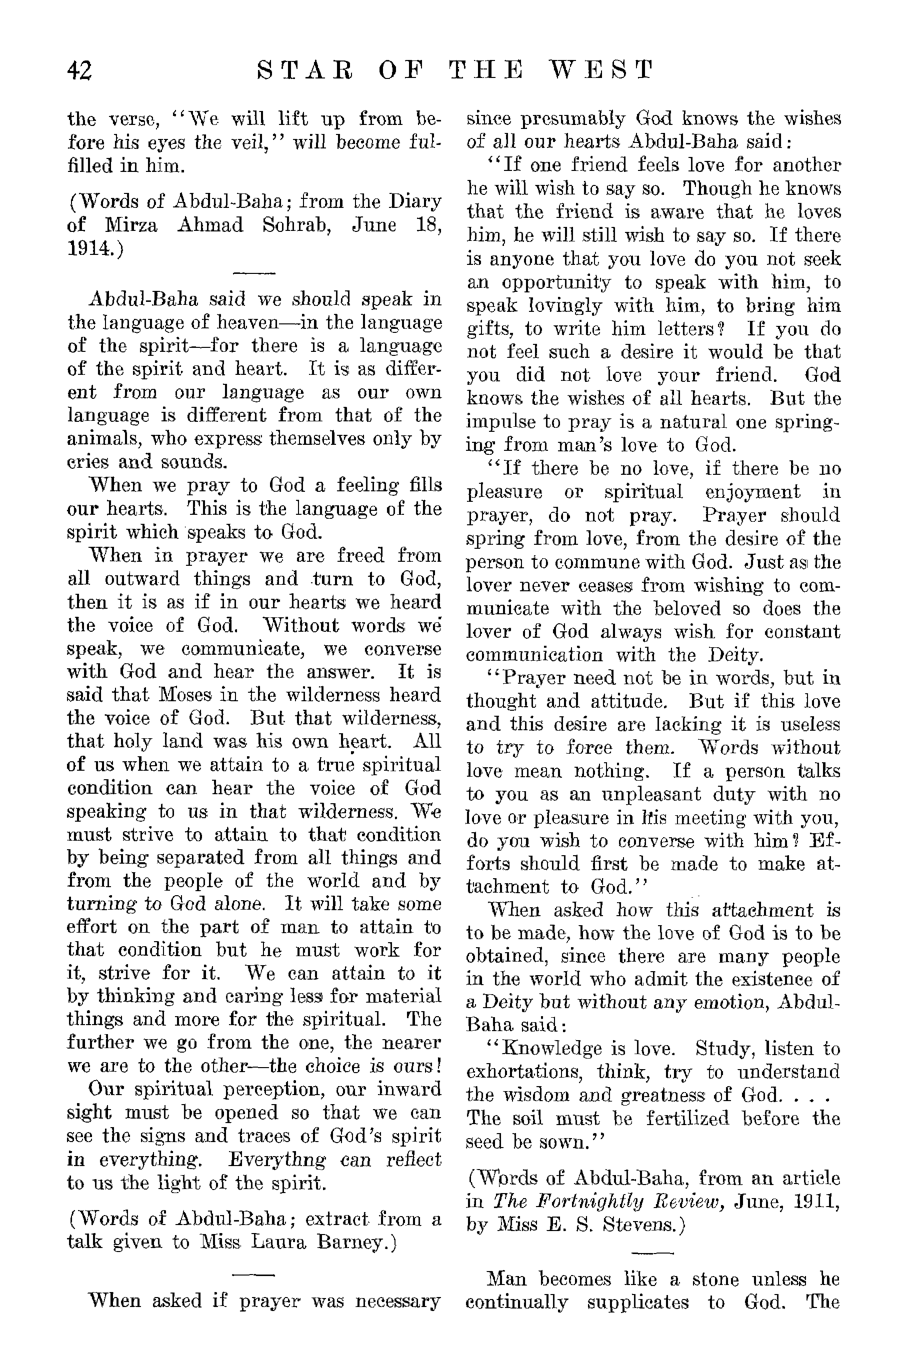 42 STAR OF THE WEST
the verse, “We will lift up from be-
fore his eyes the veil,” will become ful-
filled in him.
(Words of Abdul-Baha; from the Diary
of Mirza Ahmad Sohrab, June 18,
1914.)
Abdul-Baha said we should speak in
the language of heaven—in the language
of the spirit—for there is a language
of the spirit and heart. It is as differ-
ent from our language as our own
language is different from that of the
animals, who express themselves only by
cries and sounds.
When we pray to God a feeling fills
our hearts. This is the language of the
spirit which speaks to God.
When in prayer we are freed from
all outward things and turn to God,
then it is as if in our hearts we heard
the voice of God. Without words we
speak, we communicate, we converse
with God and hear the answer. It is
said that Moses in the wilderness heard
the voice of God. But that wilderness,
that holy land was his own heart. All
of us when we attain to a true spiritual
condition can hear the voice of God
speaking to us in that wilderness. We
must strive to attain to that condition
by being separated from all things and
from the people of the world and by
turning to God alone. It will take some
effort on the part of man to attain to
that condition but he must work for
it, strive for it. We can attain to it
by thinking and caring less for material
things and more for the spiritual. The
further we go from the one, the nearer
we are to the other—the choice is ours!
Our spiritual perception, our inward
sight must be opened so that we can
see the signs and traces of God’s spirit
in everything. Everythng can reflect
to us the light of the spirit.
(Words of Abdul-Baha; extract from a
talk given to Miss Laura Barney.)
When asked if prayer was necessary
since presumably God knows the wishes
of all our hearts Abdul-Baha said:
“If one friend feels love for another
he will wish to say so. Though he knows
that the friend is aware that he loves
him, he will still wish to say so. If there
is anyone that you love do you not seek
an opportunity to speak with him, to
speak lovingly with him, to bring him
gifts, to write him letters? If you do
not feel such a desire it would be that
you did not love your friend. God
knows the wishes of all hearts. But the
impulse to pray is a natural one spring-
ing from man’s love to God.
“If there be no love, if there be no
pleasure or spiritual enjoyment in
prayer, do not pray. Prayer should
spring from love, from the desire of the
person to commune with God. Just as the
lover never ceases from wishing to com-
municate with the beloved so does the
lover of God always wish for constant
communication with the Deity.
“Prayer need not be in words, but in
thought and attitude. But if this love
and this desire are lacking it is useless
to try to force them. Words without
love mean nothing. If a person talks
to you as an unpleasant duty with no
love or pleasure in his meeting with you,
do you wish to converse with him? Ef-
forts should first be made to make at-
tachment to God.”
When asked how this attachment is
to be made, how the love of God is to be
obtained, since there are many people
in the world who admit the existence of
a Deity but without any emotion, Abdul-
Baha said:
“Knowledge is love. Study, listen to
exhortations, think, try to understand
the wisdom and greatness of God. . . .
The soil must be fertilized before the
seed be sown.”
(Words of Abdul-Baha, from an article
in The Fortnightly Review, June, 1911,
by Miss E. S. Stevens.)
Man becomes like a stone unless he
continually supplicates to God. The